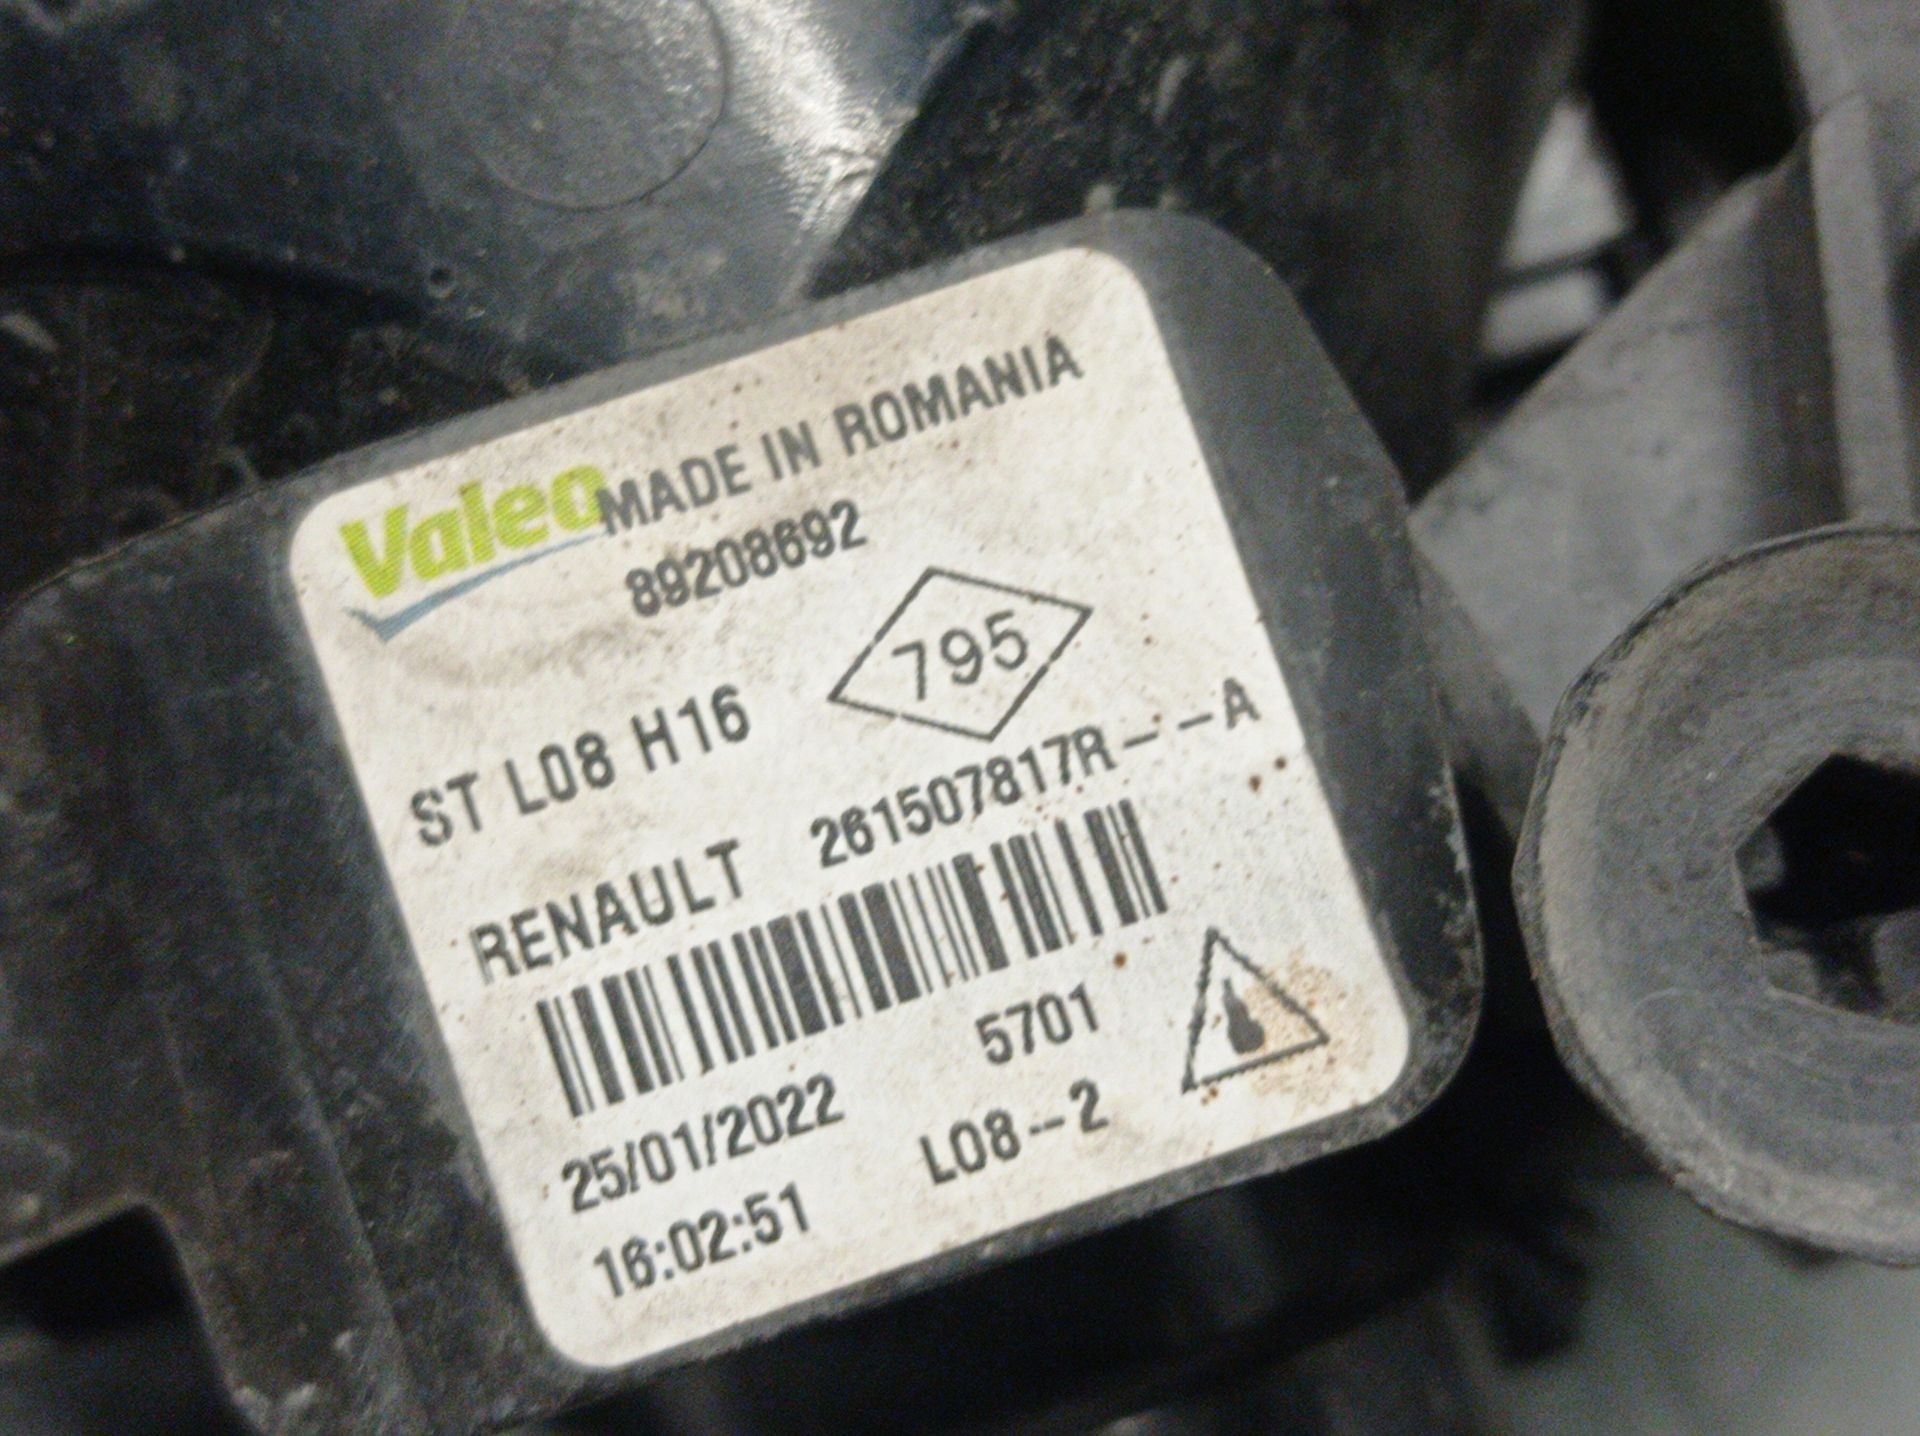 Valeo MADE IN ROMANIA
89208692
795
ST L08 H16
RENAULT 261507817R---A
5701
25/01/2022 L08--2
16:02:51